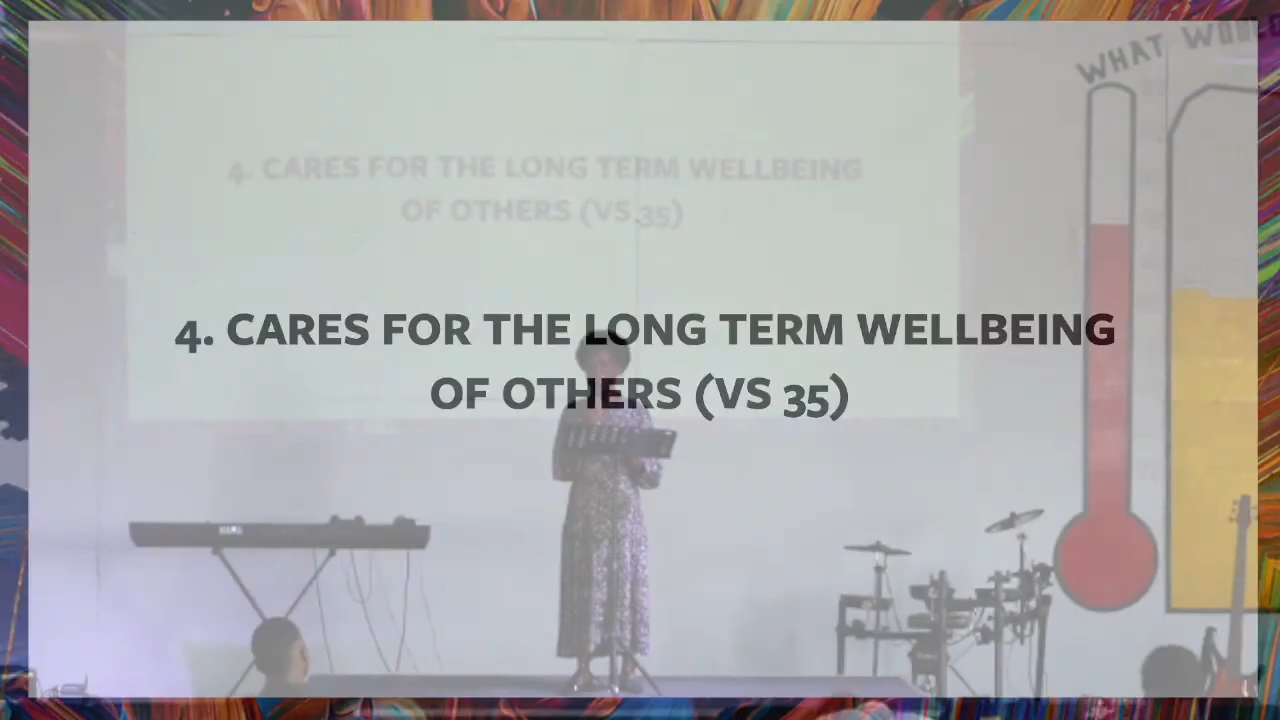 WHAT WOULD
4. CARES FOR THE LONG TERM WELLBEING
OF OTHERS (VS 35)
4. CARES FOR THE LONG TERM WELLBEING
OF OTHERS (VS 35)